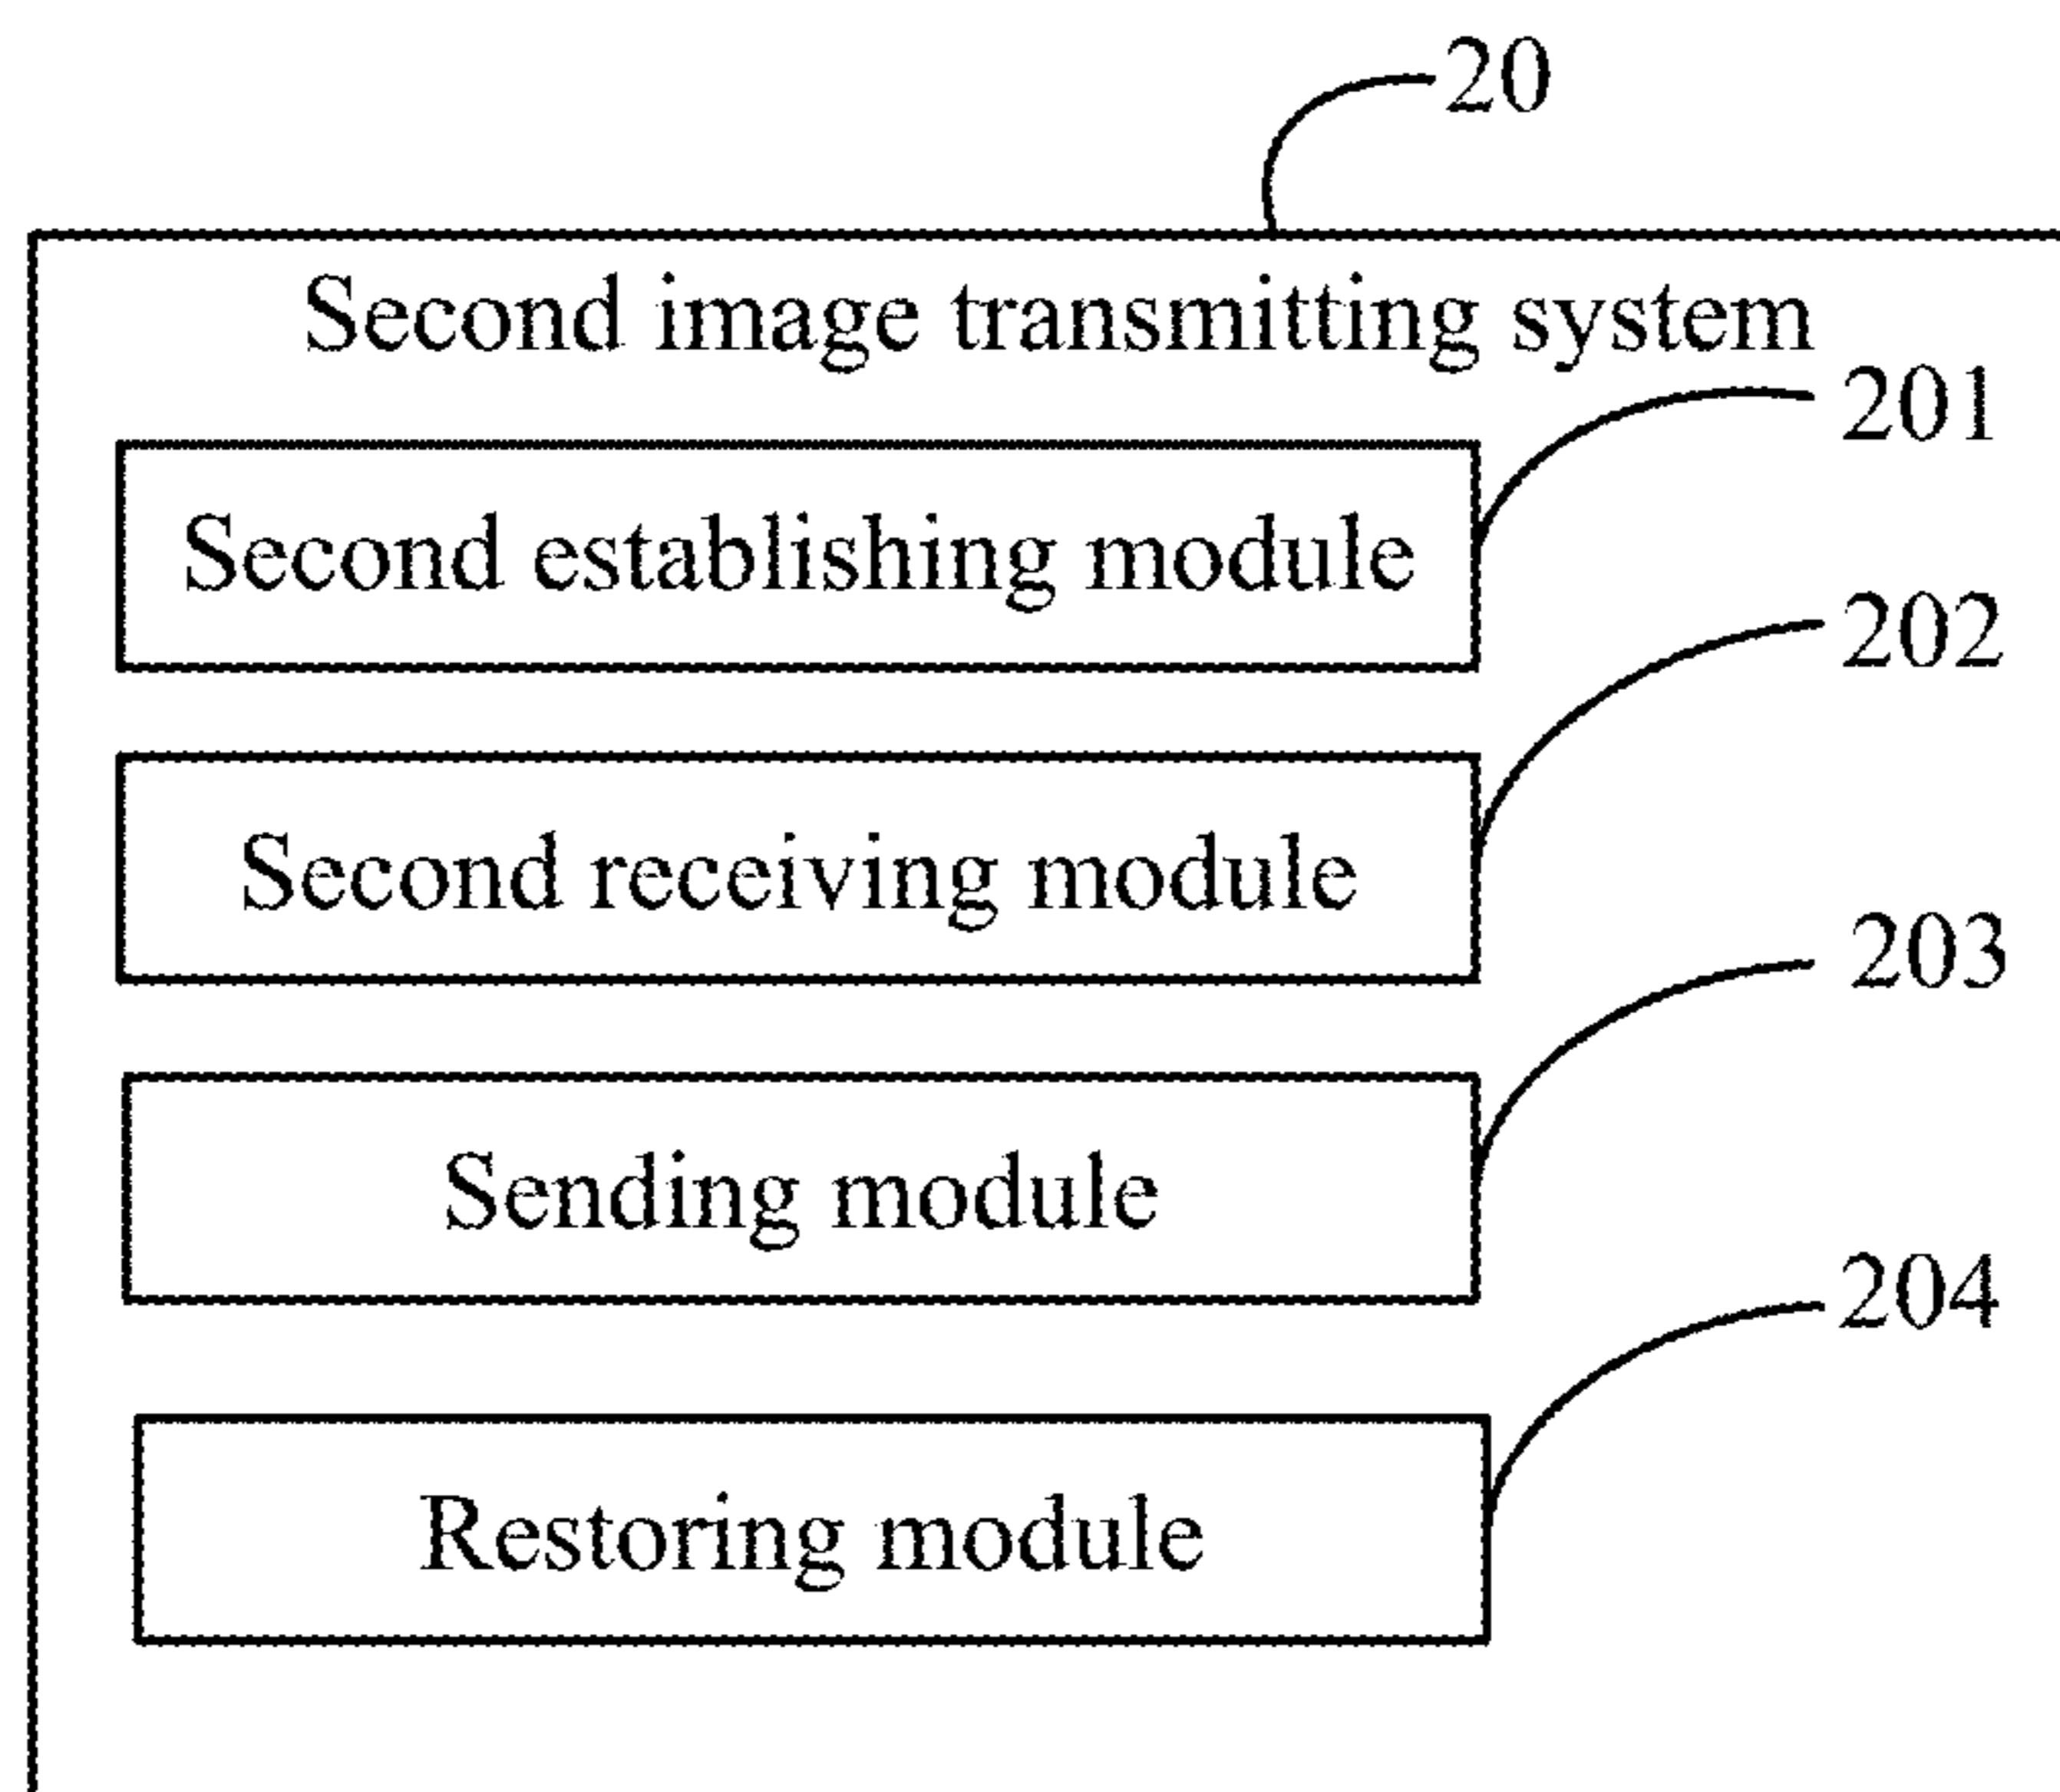 20
Second image transmitting system
201
Second establishing module
202
Second receiving module
203
Sending module
204
Restoring module